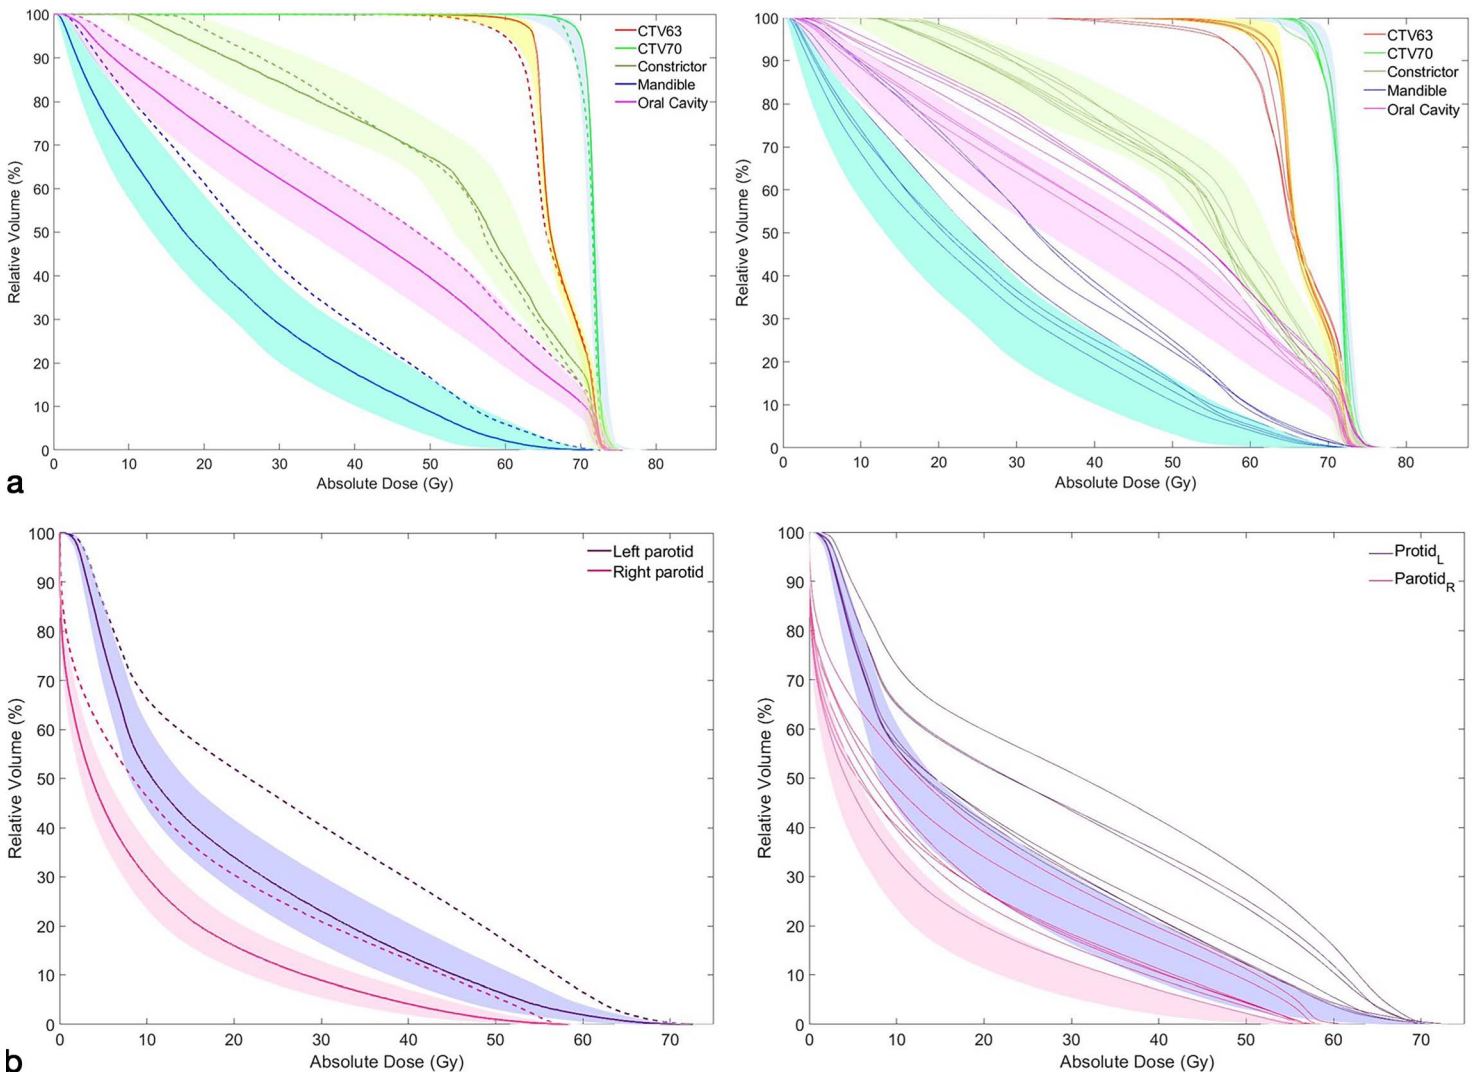 100
90
80
70
60
50
40
30
20
10
0
Relative Volume (%)
CTV63
CTV70
Constrictor
Mandible
Oral Cavity
0 10 20 30 40 50 60 70 80
Absolute Dose (Gy)
a
100
90
80
70
60
50
40
30
20
10
0
Relative Volume (%)
CTV63
CTV70
Constrictor
Mandible
Oral Cavity
0 10 20 30 40 50 60 70 80
Absolute Dose (Gy)
100
90
80
70
60
50
40
30
20
10
0
Relative Volume (%)
Left parotid
Right parotid
0 10 20 30 40 50 60 70
Absolute Dose (Gy)
b
100
90
80
70
60
50
40
30
20
10
0
Relative Volume (%)
Protid_L
Parotid_R
0 10 20 30 40 50 60 70
Absolute Dose (Gy)